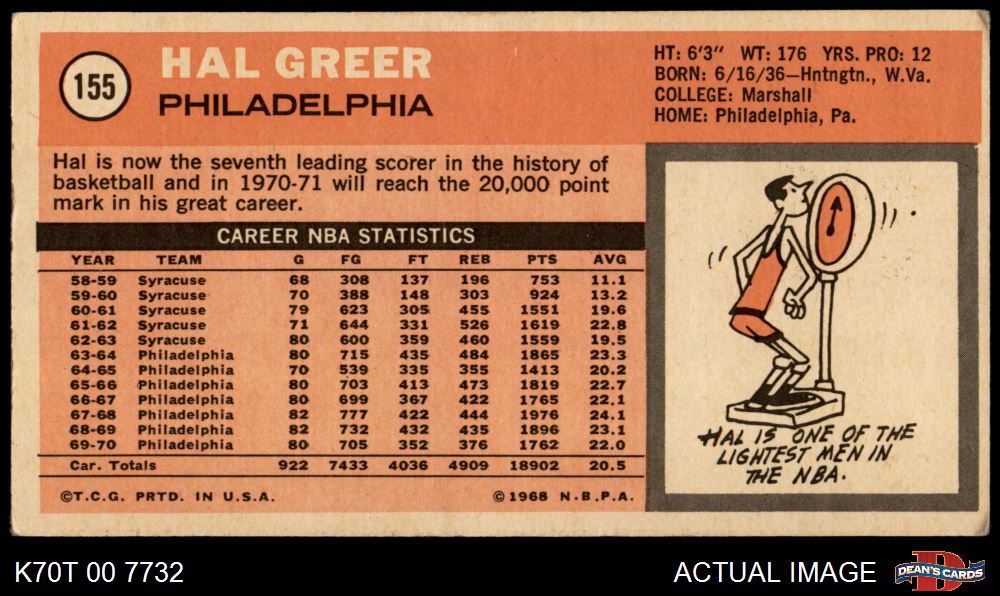 155
HAL GREER
PHILADELPHIA
HT: 6'3" WT: 176 YRS. PRO: 12
BORN: 6/16/36—Hntngtn., W.Va.
COLLEGE: Marshall
HOME: Philadelphia, Pa.
Hal is now the seventh leading scorer in the history of
basketball and in 1970-71 will reach the 20,000 point
mark in his great career.
CAREER NBA STATISTICS
YEAR TEAM G FG FT REB PTS AVG
58-59 Syracuse 68 308 137 196 753 11.1
59-60 Syracuse 70 388 148 303 924 13.2
60-61 Syracuse 79 623 305 455 1551 19.6
61-62 Syracuse 71 644 331 526 1619 22.8
62-63 Syracuse 80 600 359 460 1559 19.5
63-64 Philadelphia 80 715 435 484 1865 23.3
64-65 Philadelphia 70 539 335 355 1413 20.2
65-66 Philadelphia 80 703 413 473 1819 22.7
66-67 Philadelphia 80 699 367 422 1765 22.1
67-68 Philadelphia 82 777 422 444 1976 24.1
68-69 Philadelphia 82 732 432 435 1896 23.1
69-70 Philadelphia 80 705 352 376 1762 22.0
Car. Totals 922 7433 4036 4909 18902 20.5
©T.C.G. PRTD. IN U.S.A. ©1968 N.B.P.A.
HAL IS ONE OF THE
LIGHTEST MEN IN
THE NBA.
K70T 00 7732
ACTUAL IMAGE
D
DEAN'S CARDS